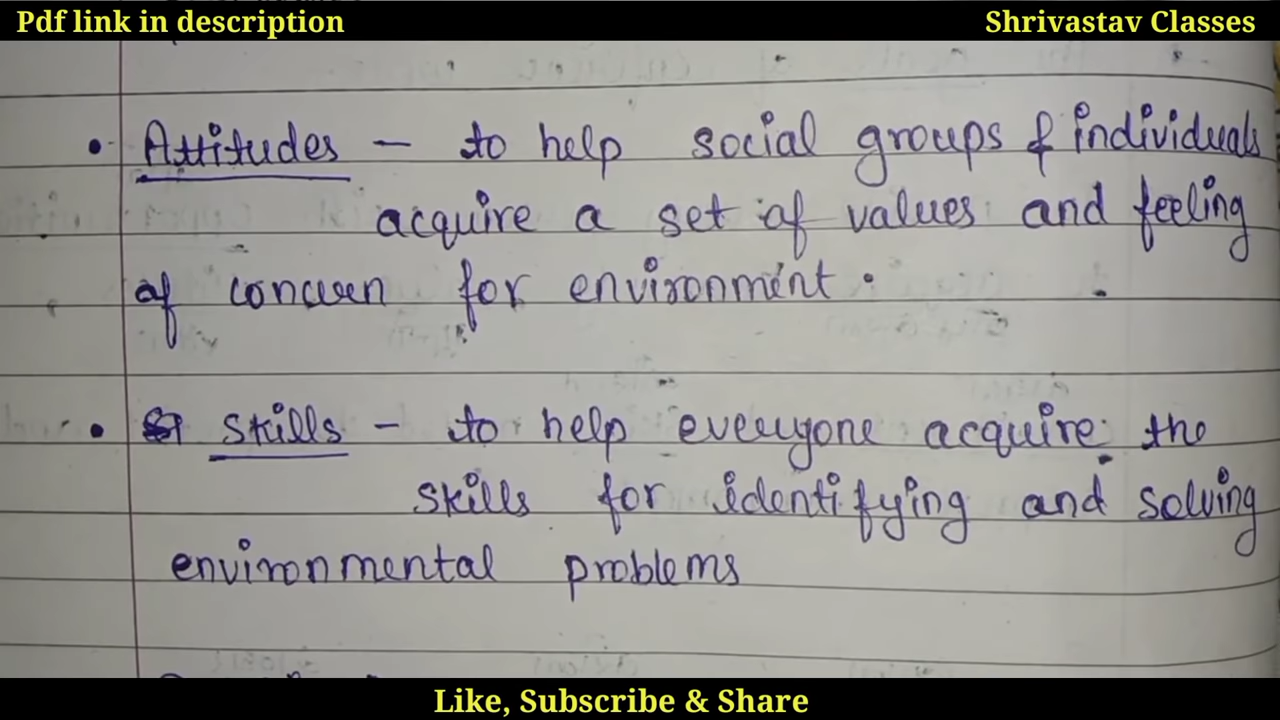 Pdf link in description
Shrivastav Classes
• Attitudes – to help social groups & individuals
acquire a set of values and feeling
of concern for environment.
• Skills – to help everyone acquire the
skills for identifying and solving
environmental problems
Like, Subscribe & Share